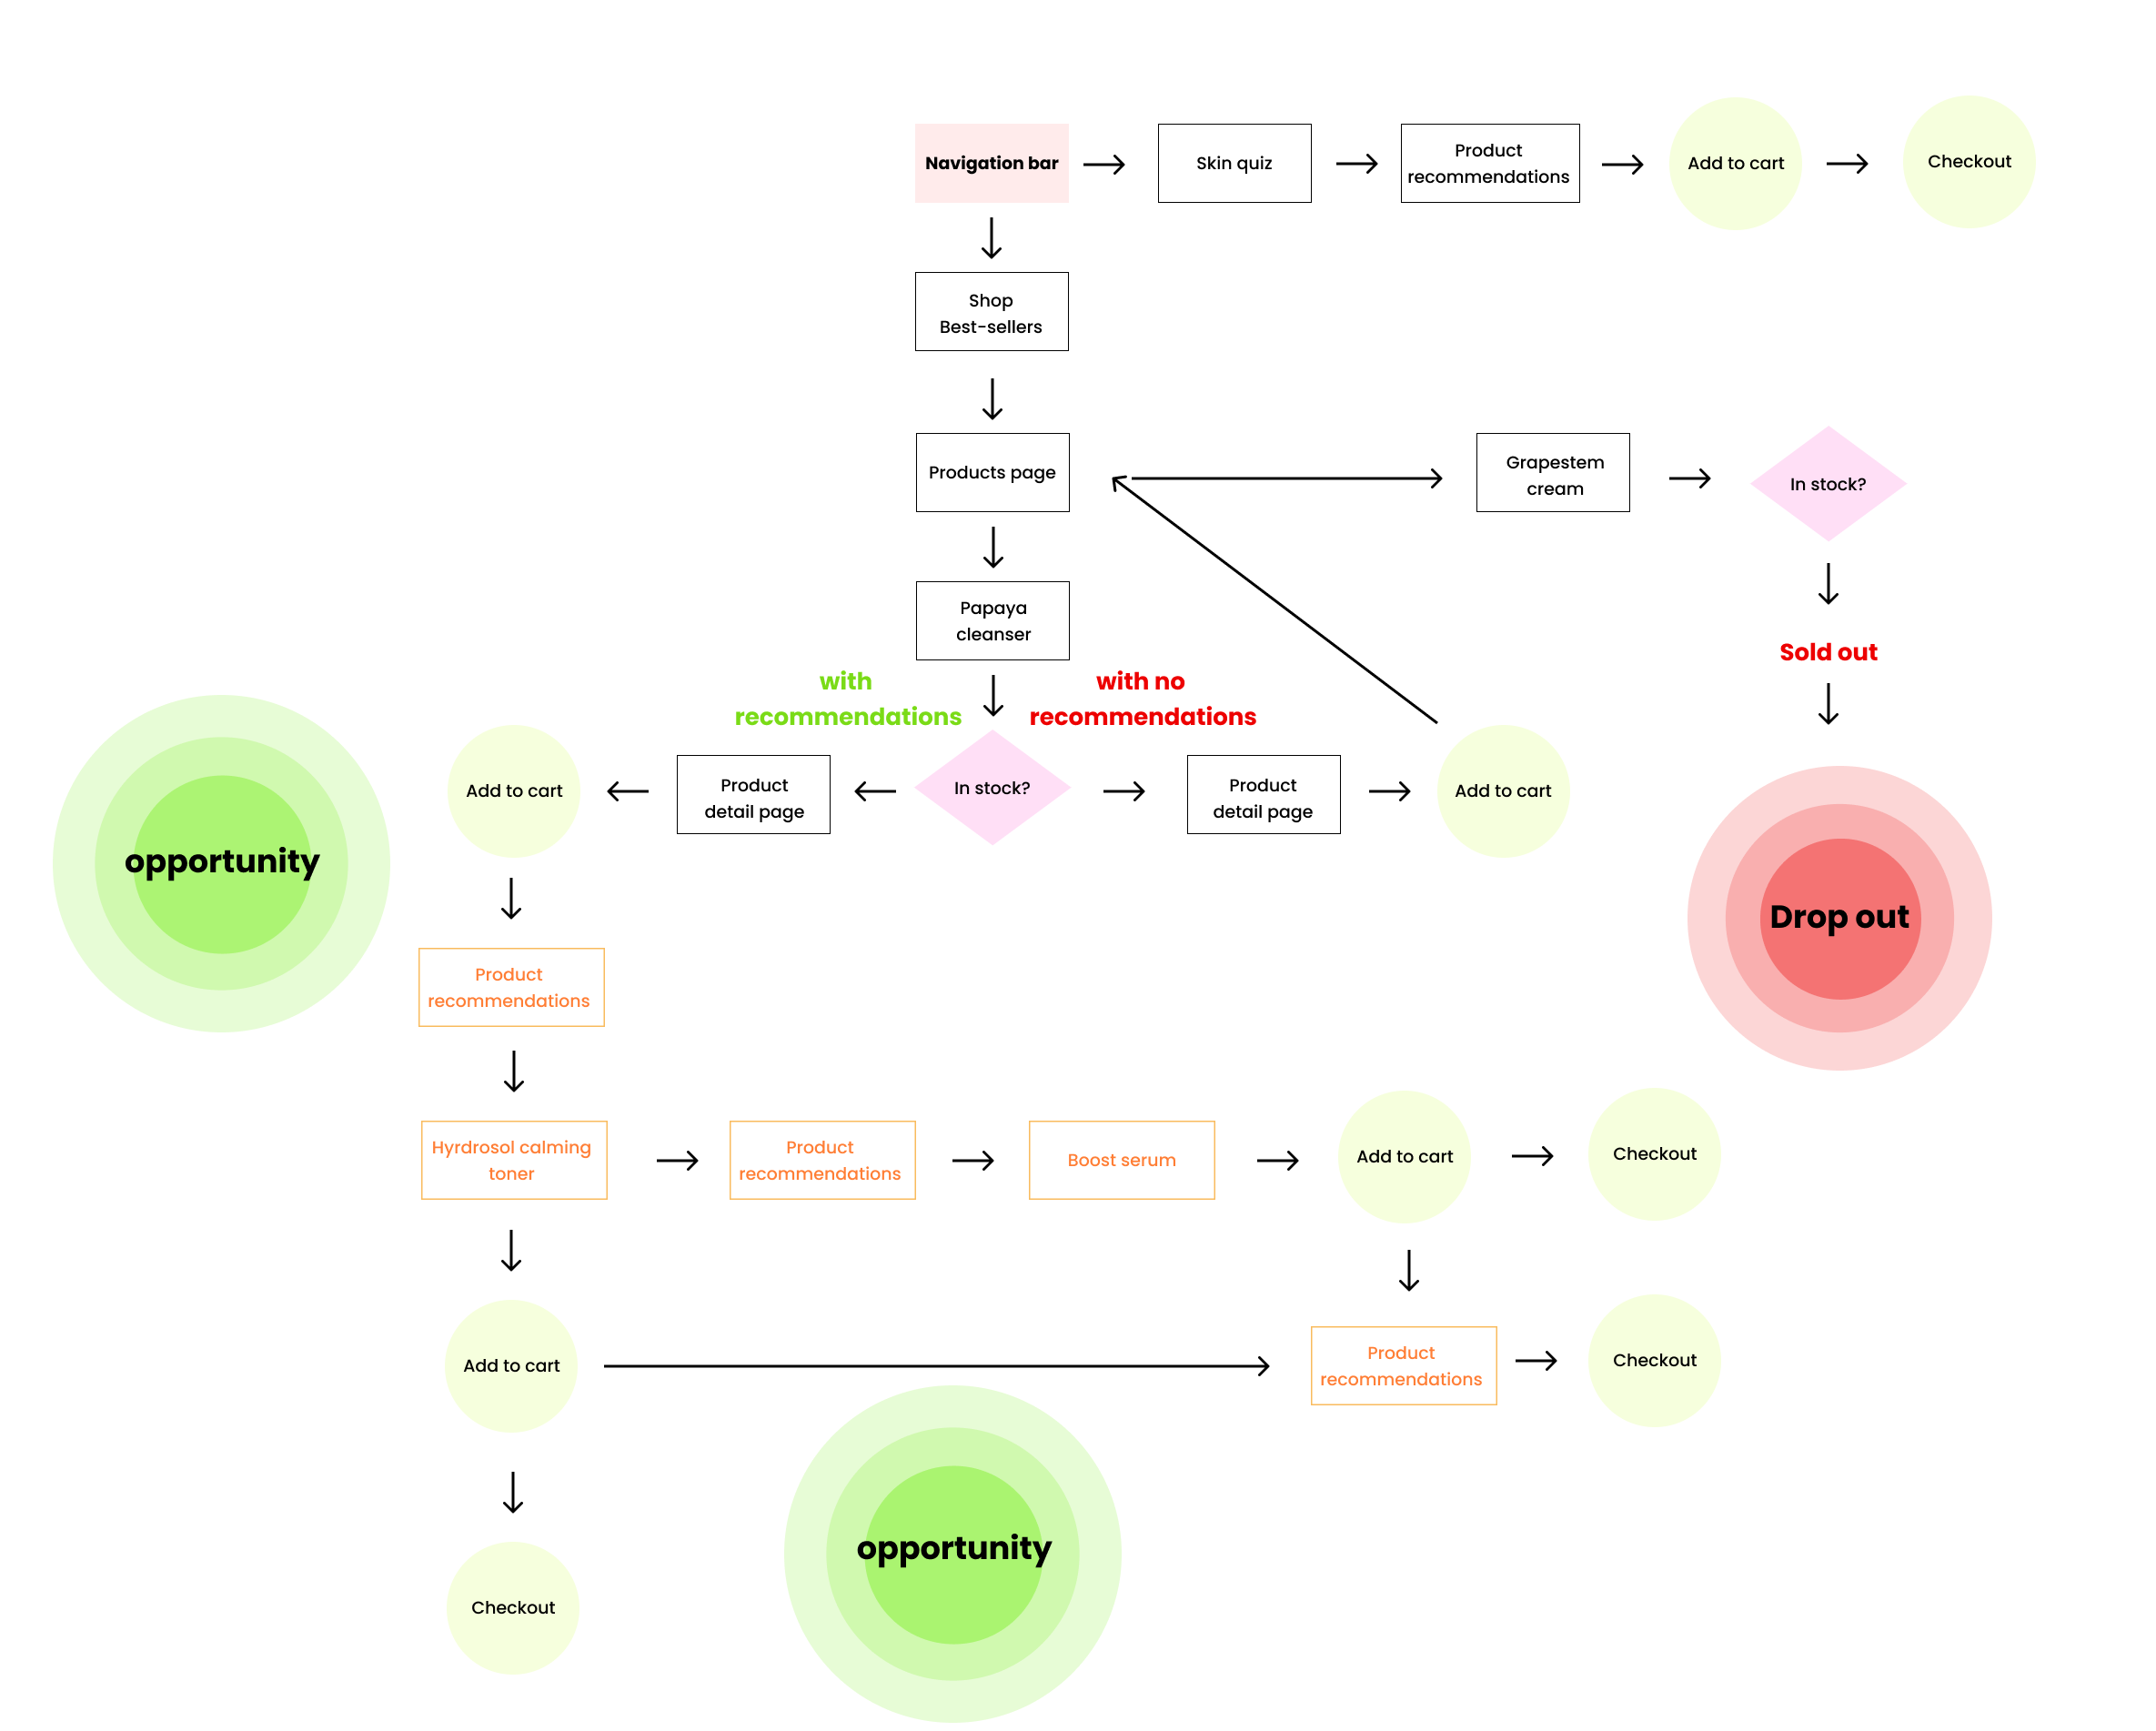 Navigation bar
Skin quiz
Product
recommendations
Add to cart
Checkout
Shop
Best-sellers
Products page
Grapestem
cream
In stock?
Papaya
cleanser
Sold out
with
recommendations
with no
recommendations
Add to cart
Product
detail page
In stock?
Product
detail page
Add to cart
opportunity
Drop out
Product
recommendations
Hyrdrosol calming
toner
Product
recommendations
Boost serum
Add to cart
Checkout
Add to cart
Product
recommendations
Checkout
opportunity
Checkout